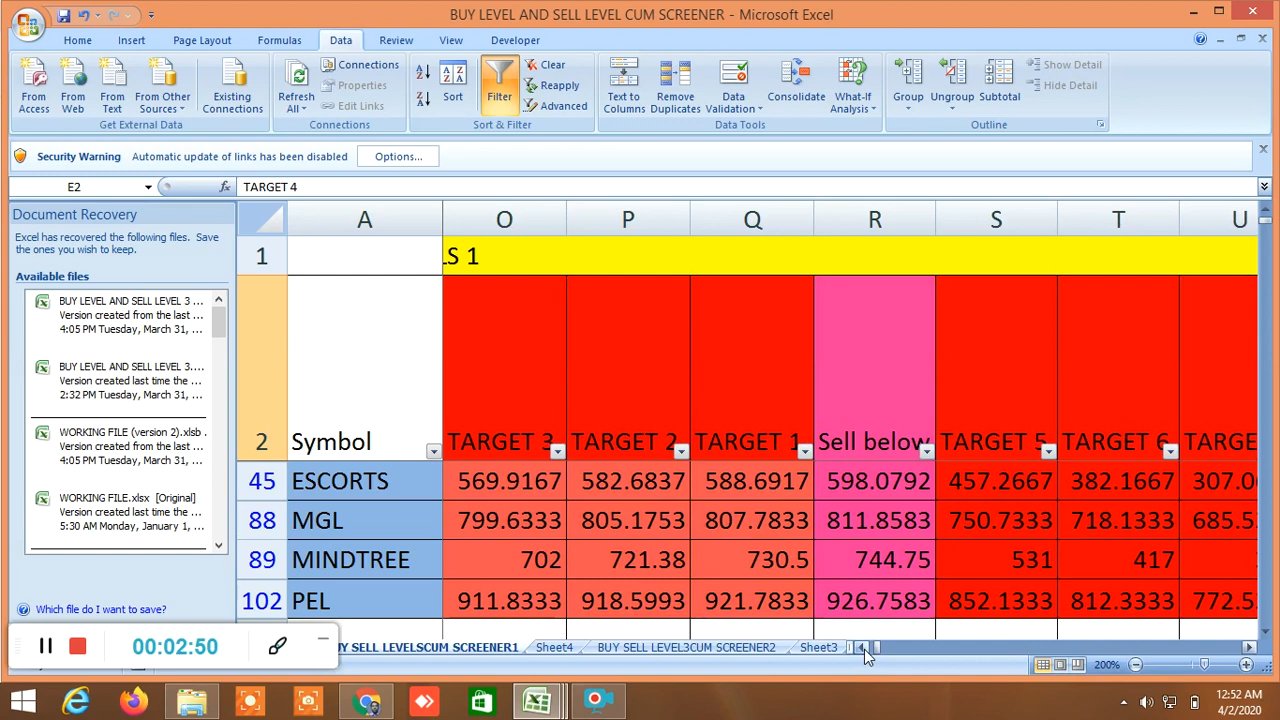 BUY LEVEL AND SELL LEVEL CUM SCREENER - Microsoft Excel
Home Insert Page Layout Formulas Data Review View Developer
From Access
From Web
From Text
From Other Sources
Existing Connections
Get External Data
Refresh All
Connections
Properties
Edit Links
Connections
Sort
Filter
Clear
Reapply
Advanced
Sort & Filter
Text to Columns
Remove Duplicates
Data Validation
Consolidate
What-If Analysis
Data Tools
Group
Ungroup
Subtotal
Show Detail
Hide Detail
Outline
Security Warning Automatic update of links has been disabled Options...
E2 fx TARGET 4
Document Recovery
Excel has recovered the following files. Save
the ones you wish to keep.
Available files
BUY LEVEL AND SELL LEVEL 3 ...
Version created from the last ...
4:05 PM Tuesday, March 31, ...
BUY LEVEL AND SELL LEVEL 3....
Version created last time the ...
2:32 PM Tuesday, March 31, ...
WORKING FILE (version 2).xlsb .
Version created from the last ...
4:05 PM Tuesday, March 31, ...
WORKING FILE.xlsx [Original]
Version created last time the ...
5:30 AM Monday, January 1, ...
Which file do I want to save?
A O P Q R S T U
1 LS 1
2 Symbol TARGET 3 TARGET 2 TARGET 1 Sell below TARGET 5 TARGET 6 TARGE
45 ESCORTS 569.9167 582.6837 588.6917 598.0792 457.2667 382.1667 307.0
88 MGL 799.6333 805.1753 807.7833 811.8583 750.7333 718.1333 685.5
89 MINDTREE 702 721.38 730.5 744.75 531 417
102 PEL 911.8333 918.5993 921.7833 926.7583 852.1333 812.3333 772.5
00:02:50
UY SELL LEVELSCUM SCREENER1 Sheet4 BUY SELL LEVEL3CUM SCREENER2 Sheet3
200%
12:52 AM
4/2/2020